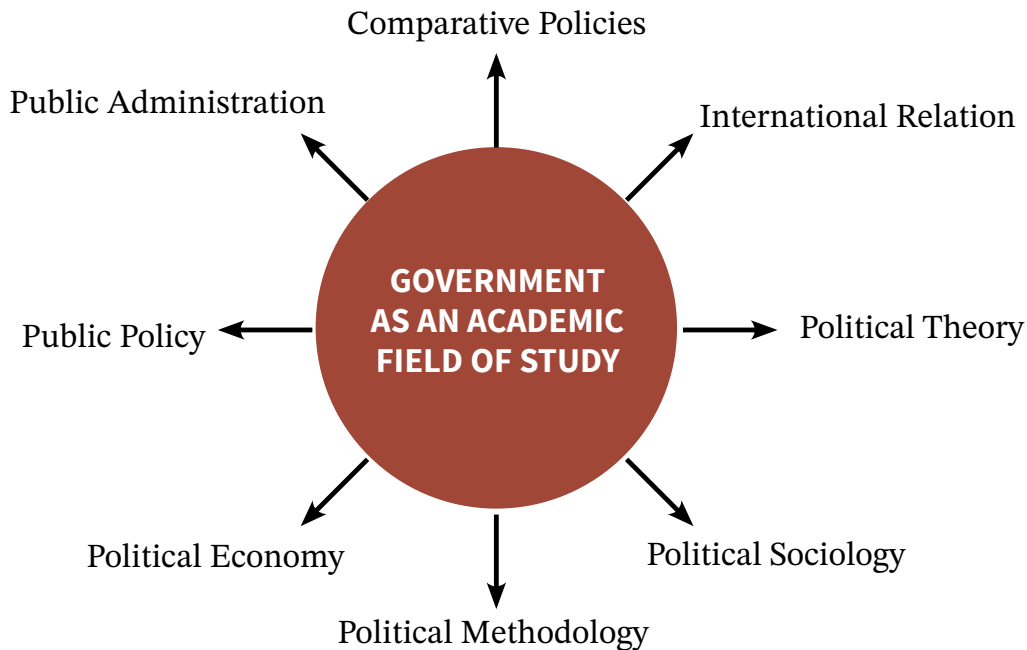 Comparative Policies
Public Administration
International Relation
GOVERNMENT
AS AN ACADEMIC
FIELD OF STUDY
Public Policy
Political Theory
Political Economy
Political Sociology
Political Methodology